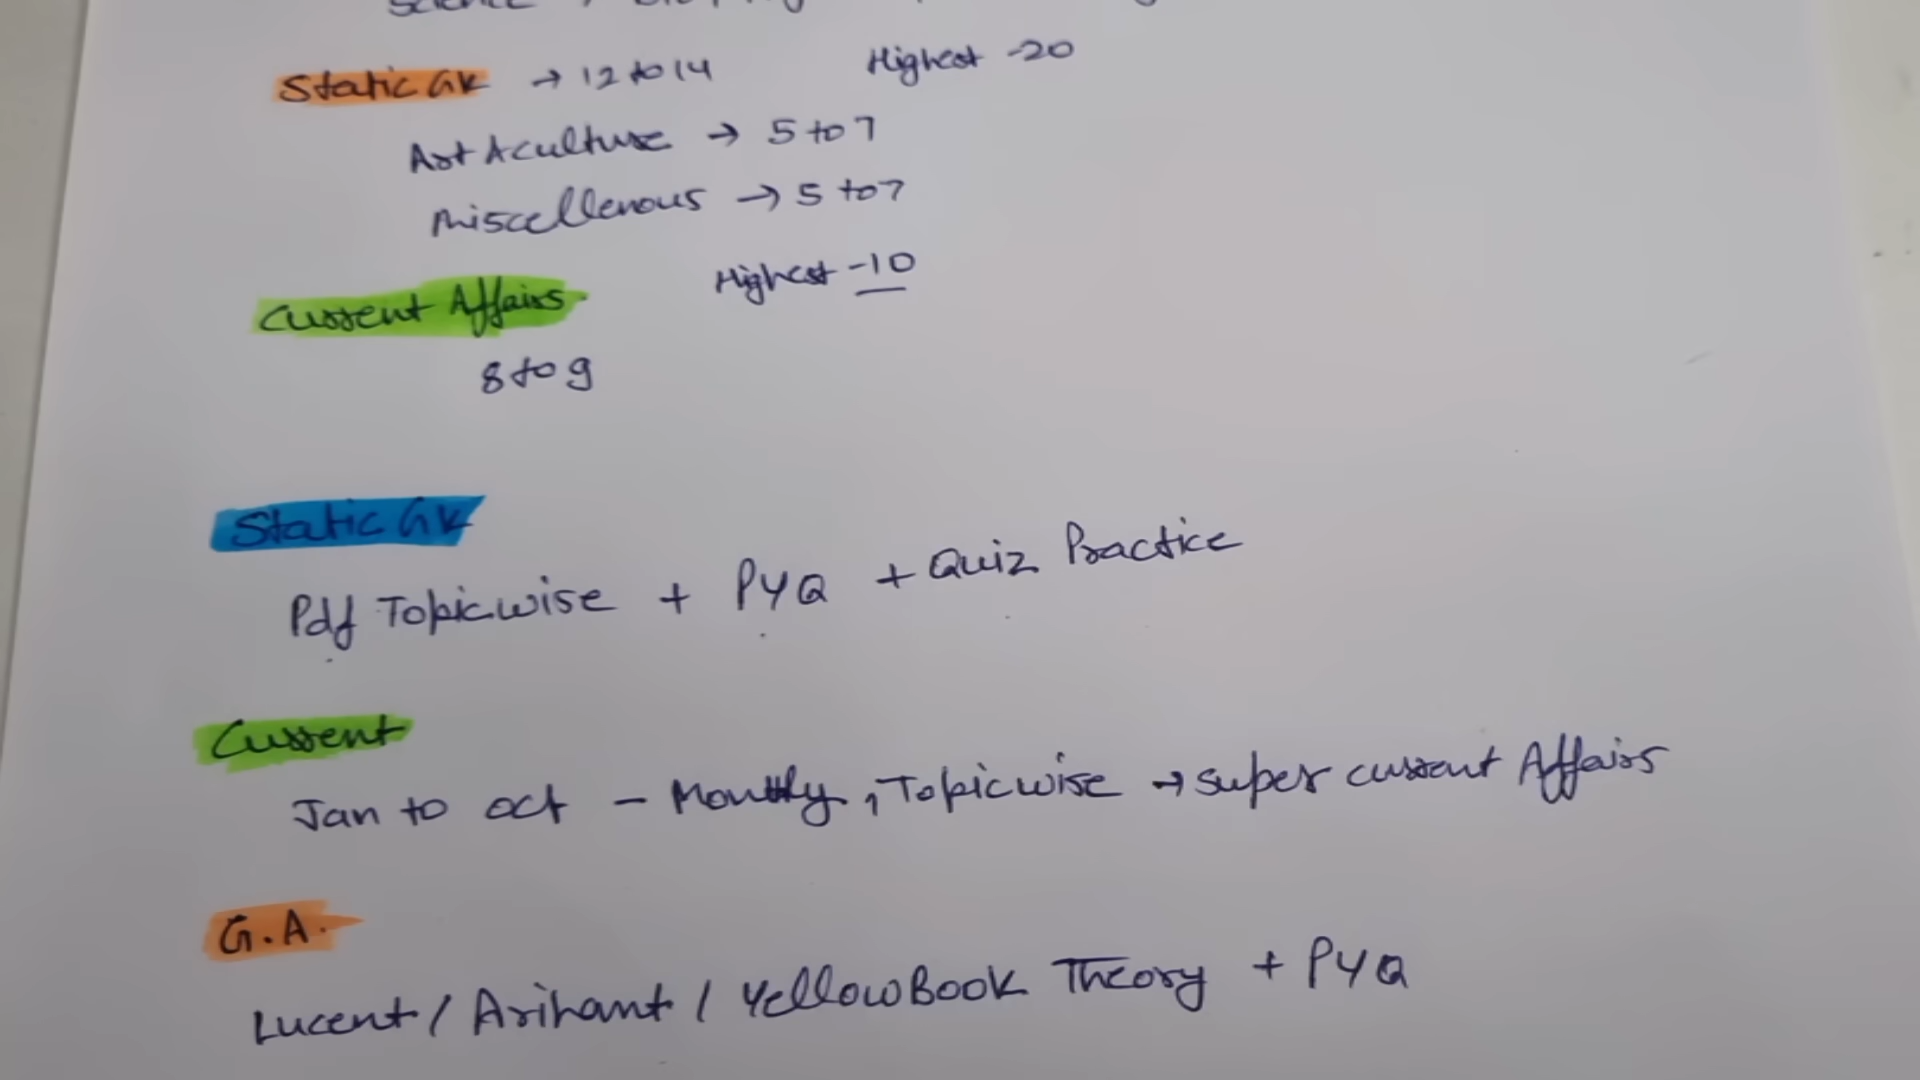 Static GK → 12 to 14 Highest -20
Art & culture → 5 to 7
Miscellenous → 5 to 7
Current Affairs Highest -10
8 to 9
Static GK
Pdf Topicwise + PYQ + Quiz Practice
Current
Jan to oct - Monthly, Topicwise → super current Affairs
G.A.
Lucent / Arihant / YellowBook Theory + PYQ